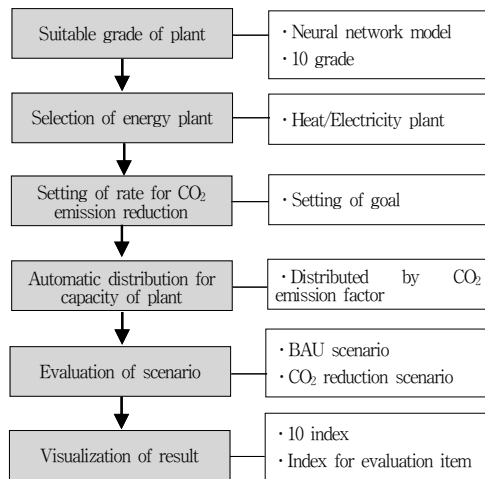 Suitable grade of plant
· Neural network model
· 10 grade
Selection of energy plant
· Heat/Electricity plant
Setting of rate for CO₂
emission reduction
· Setting of goal
Automatic distribution for
capacity of plant
· Distributed by CO₂
emission factor
Evaluation of scenario
· BAU scenario
· CO₂ reduction scenario
Visualization of result
· 10 index
· Index for evaluation item